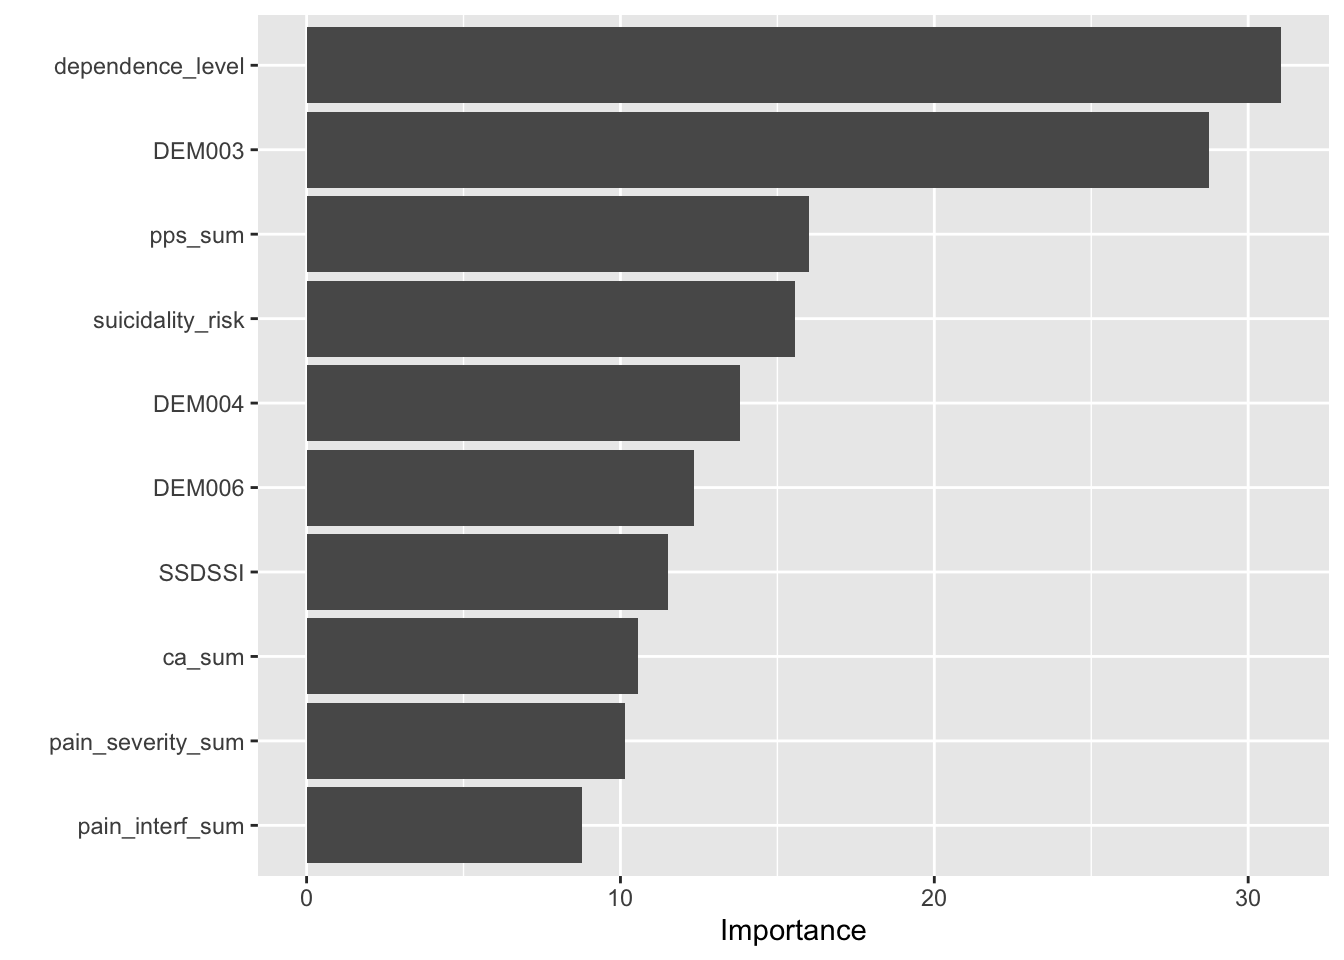 dependence_level
DEM003
pps_sum
suicidality_risk
DEM004
DEM006
SSDSSI
ca_sum
pain_severity_sum
pain_interf_sum
0 10 20 30
Importance